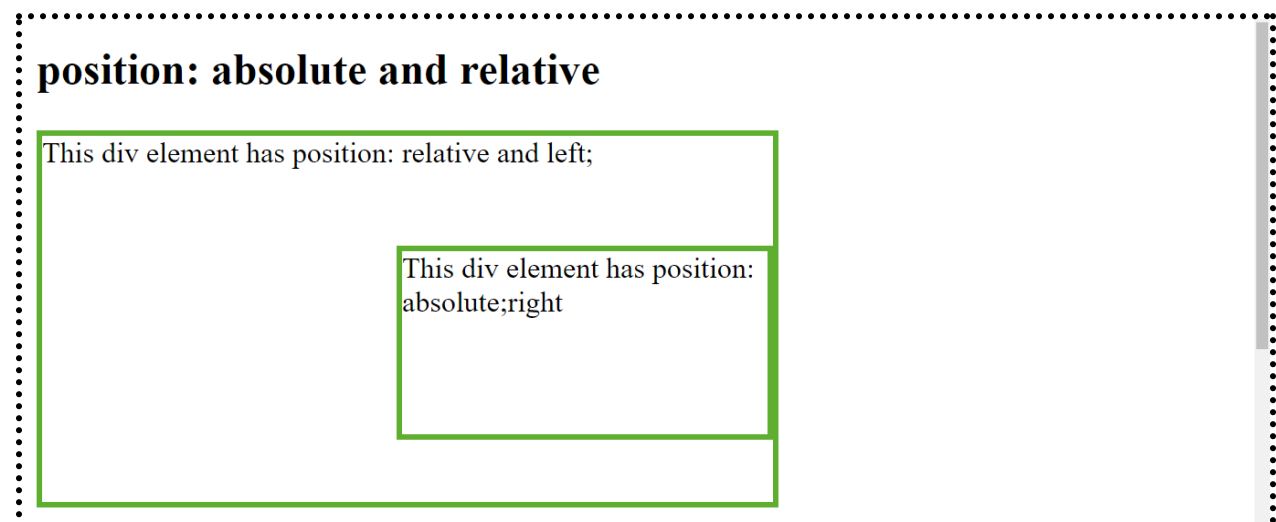 position: absolute and relative
This div element has position: relative and left;
This div element has position:
absolute;right